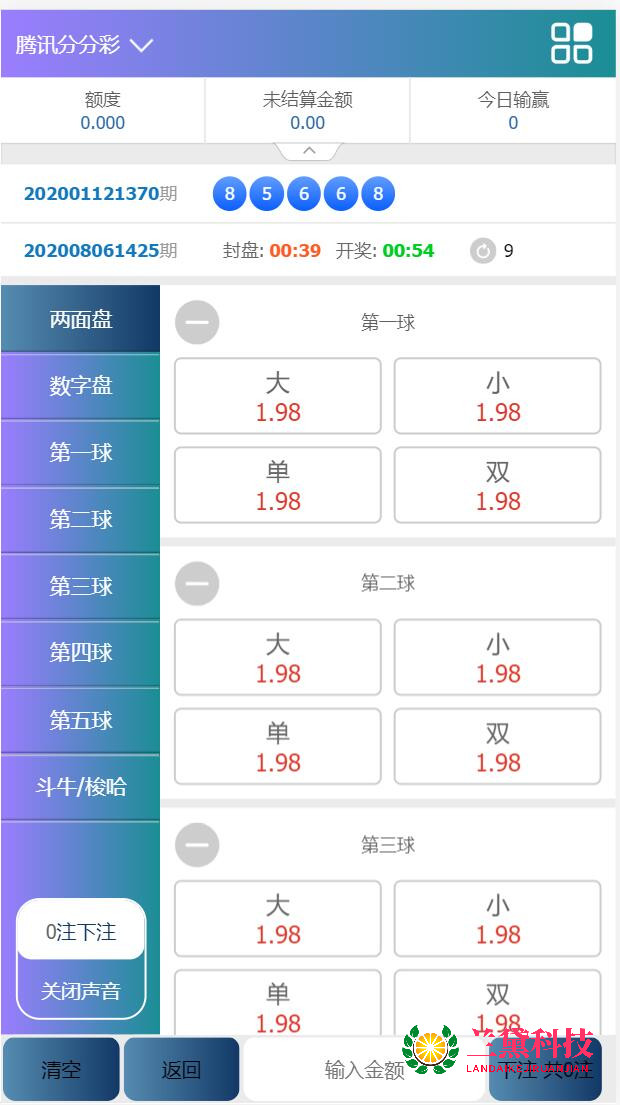 腾讯分分彩
额度 未结算金额 今日输赢
0.000 0.00 0
202001121370期 8 5 6 6 8
202008061425期 封盘: 00:39 开奖: 00:54 9
两面盘
数字盘
第一球
第二球
第三球
第四球
第五球
斗牛/梭哈
0注下注
关闭声音
第一球
大 小
1.98 1.98
单 双
1.98 1.98
第二球
大 小
1.98 1.98
单 双
1.98 1.98
第三球
大 小
1.98 1.98
单 双
1.98 1.98
兰黛科技
清空 返回 输入金额 下注 共0注